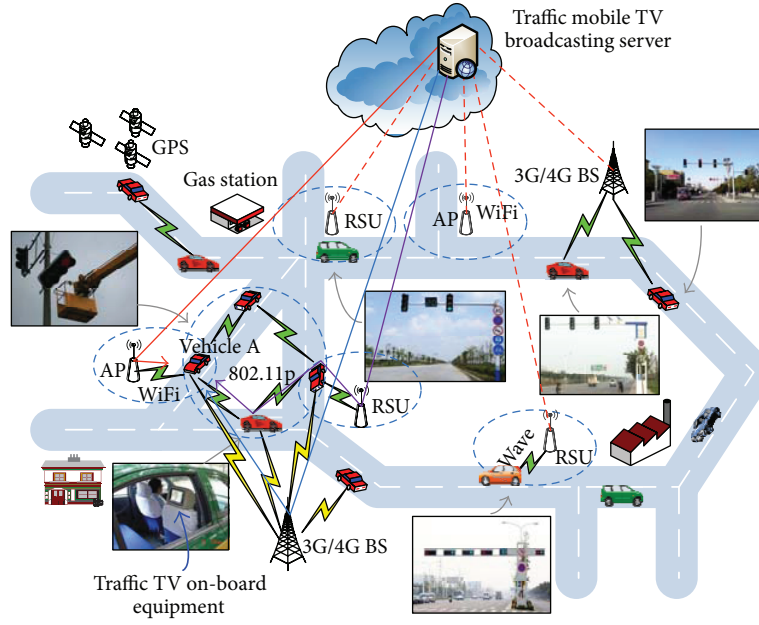 Traffic mobile TV
broadcasting server
GPS
Gas station
3G/4G BS
RSU
AP
WiFi
Vehicle A
AP
802.11p
WiFi
RSU
Wave
RSU
3G/4G BS
Traffic TV on-board
equipment